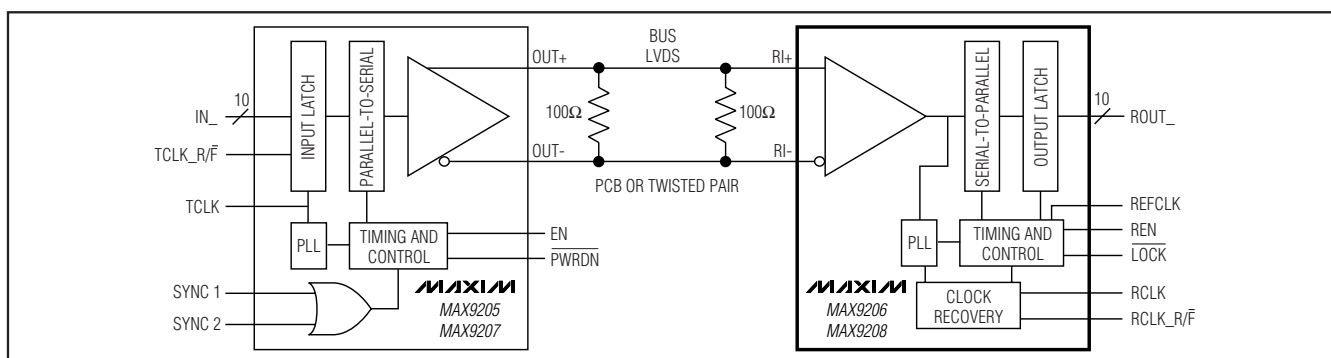 IN_
10
TCLK_R/F̅
TCLK
SYNC 1
SYNC 2
INPUT LATCH
PARALLEL-TO-SERIAL
PLL
TIMING AND
CONTROL
EN
P̅W̅R̅D̅N̅
MAXIM
MAX9205
MAX9207
OUT+
OUT-
100Ω
BUS
LVDS
100Ω
PCB OR TWISTED PAIR
RI+
RI-
SERIAL-TO-PARALLEL
OUTPUT LATCH
PLL
TIMING AND
CONTROL
CLOCK
RECOVERY
MAXIM
MAX9206
MAX9208
10
ROUT_
REFCLK
REN
L̅O̅C̅K̅
RCLK
RCLK_R/F̅